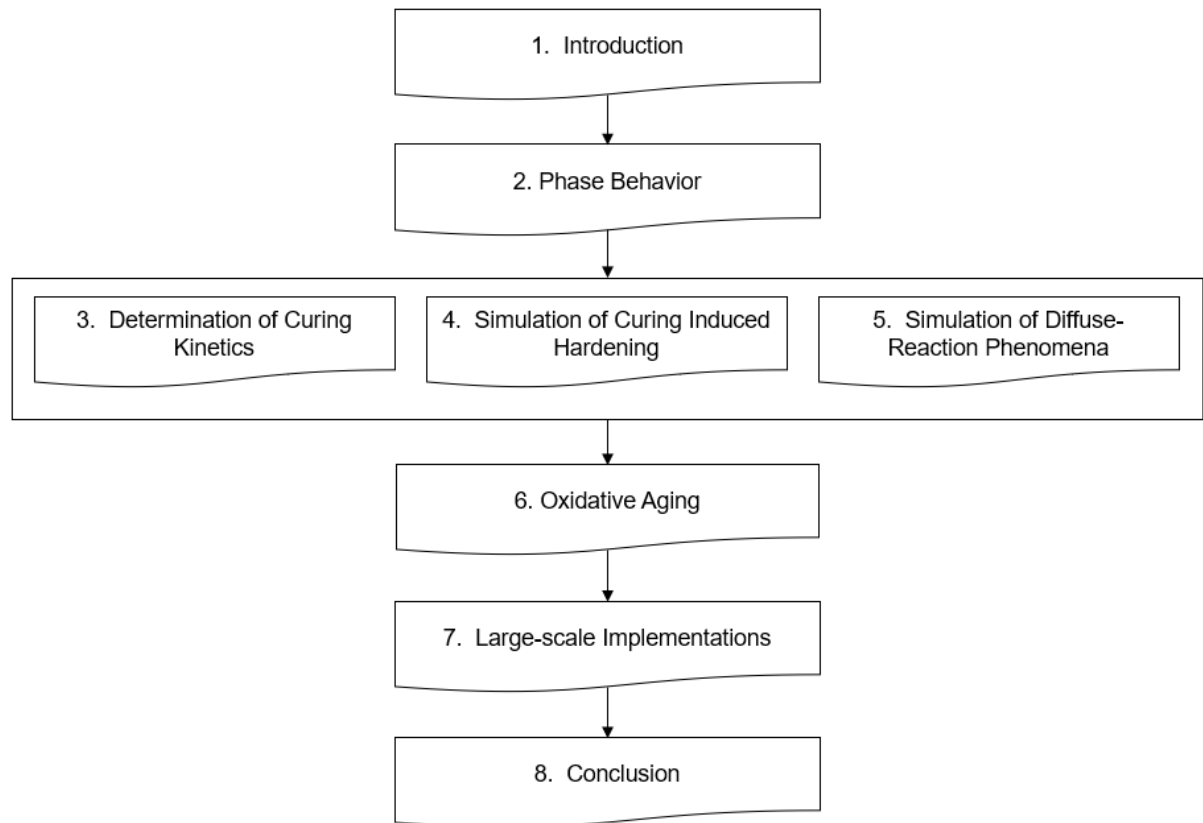 1. Introduction
2. Phase Behavior
3. Determination of Curing
Kinetics
4. Simulation of Curing Induced
Hardening
5. Simulation of Diffuse-
Reaction Phenomena
6. Oxidative Aging
7. Large-scale Implementations
8. Conclusion